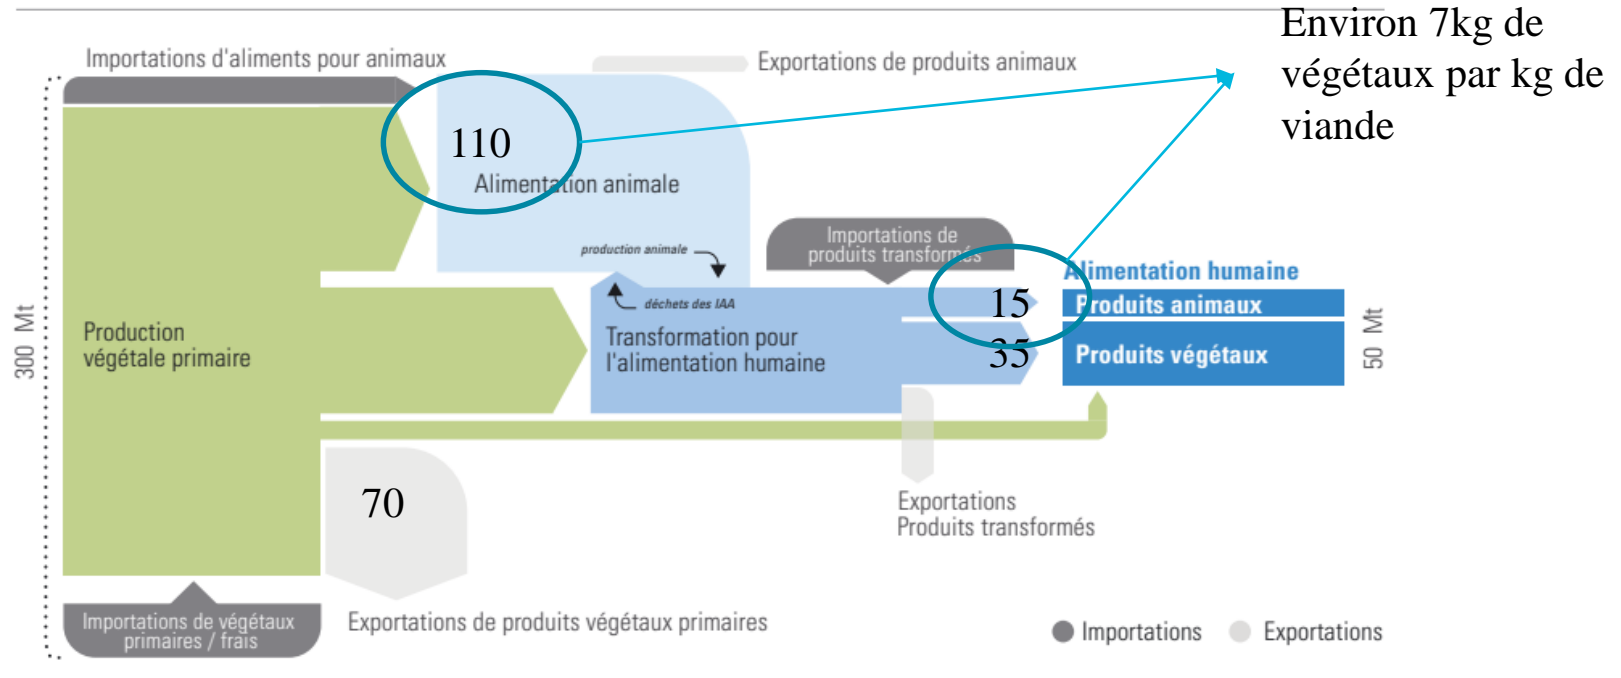 Environ 7kg de
végétaux par kg de
viande
Importations d'aliments pour animaux
Exportations de produits animaux
110
Alimentation animale
production animale
déchets des IAA
Importations de
produits transformés
Alimentation humaine
15
Produits animaux
35
Produits végétaux
50 Mt
300 Mt
Production
végétale primaire
Transformation pour
l'alimentation humaine
70
Exportations
Produits transformés
Importations de végétaux
primaires / frais
Exportations de produits végétaux primaires
Importations
Exportations